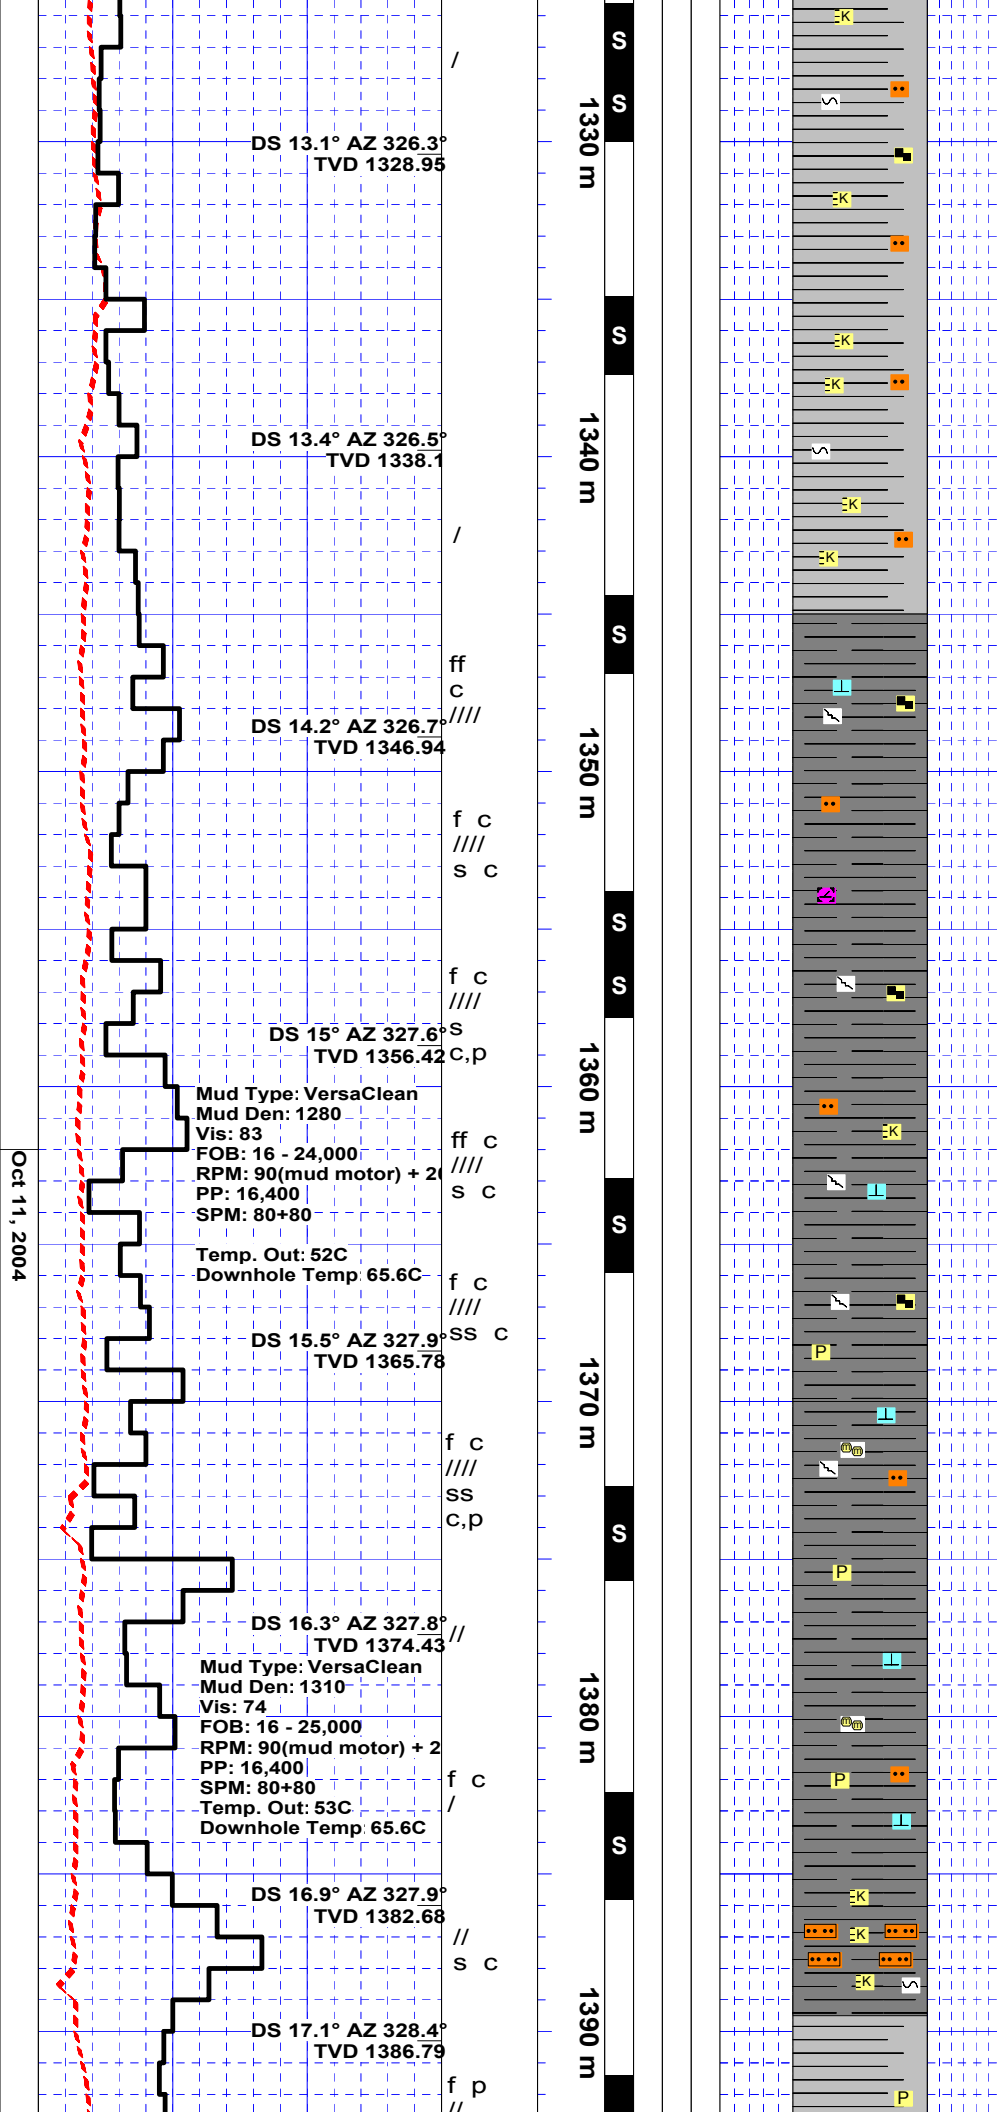 K
/
S
S
1330 m
DS 13.1° AZ 326.3°
TVD 1328.95
K
S
K
K
1340 m
DS 13.4° AZ 326.5°
TVD 1338.1
K
/
K
S
ff
c
////
DS 14.2° AZ 326.7°
TVD 1346.94
1350 m
f c
////
s c
S
f c
////
S
s
DS 15° AZ 327.6°
TVD 1356.42
c,p
1360 m
Mud Type: VersaClean
Mud Den: 1280
Vis: 83
FOB: 16 - 24,000
RPM: 90(mud motor) + 2
PP: 16,400
SPM: 80+80
K
ff c
////
s c
Oct 11, 2004
S
Temp. Out: 52C
Downhole Temp 65.6C
f c
////
ss c
DS 15.5° AZ 327.9°
TVD 1365.78
P
1370 m
f c
////
ss
c,p
m
m
S
P
DS 16.3° AZ 327.8°
TVD 1374.43
//
Mud Type: VersaClean
Mud Den: 1310
Vis: 74
FOB: 16 - 25,000
RPM: 90(mud motor) + 2
PP: 16,400
SPM: 80+80
Temp. Out: 53C
Downhole Temp 65.6C
1380 m
m
m
f c
/
P
S
DS 16.9° AZ 327.9°
TVD 1382.68
K
//
s c
K
K
1390 m
DS 17.1° AZ 328.4°
TVD 1386.79
f p
//
P